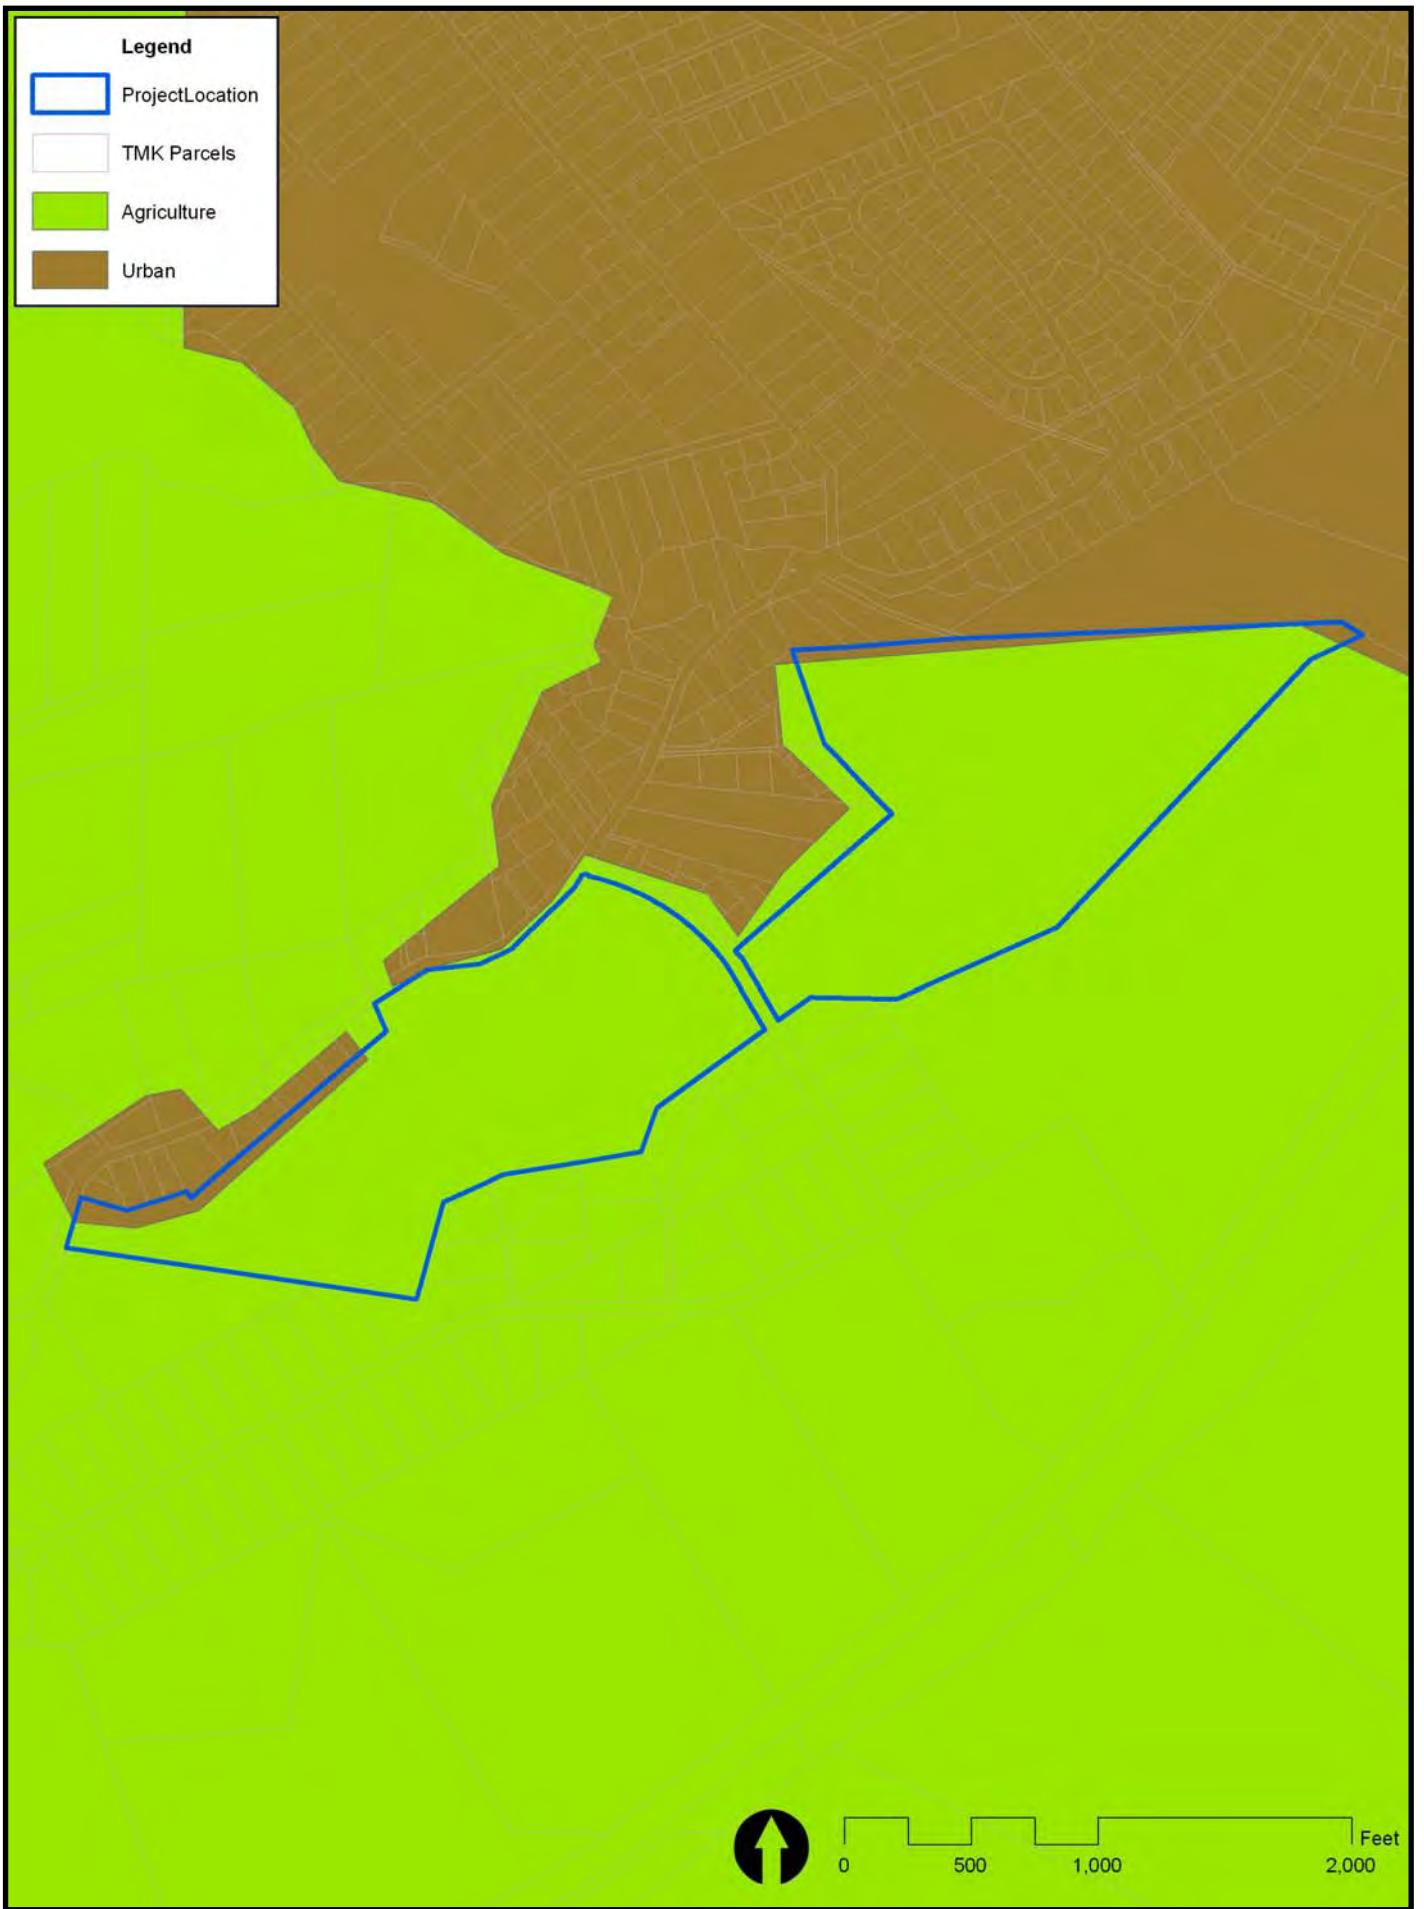 Legend
ProjectLocation
TMK Parcels
Agriculture
Urban
Feet
0 500 1,000 2,000